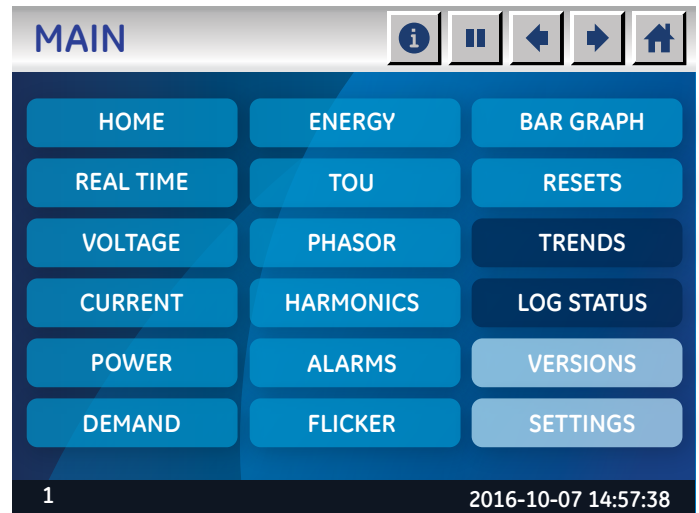 MAIN
HOME ENERGY BAR GRAPH
REAL TIME TOU RESETS
VOLTAGE PHASOR TRENDS
CURRENT HARMONICS LOG STATUS
POWER ALARMS VERSIONS
DEMAND FLICKER SETTINGS
1 2016-10-07 14:57:38